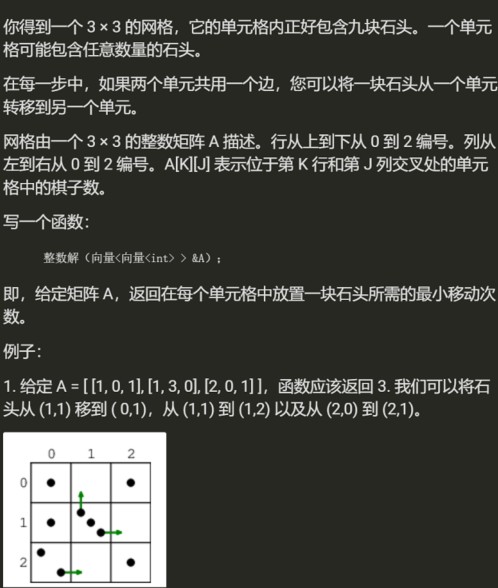 你得到一个 3 × 3 的网格，它的单元格内正好包含九块石头。一个单元
格可能包含任意数量的石头。
在每一步中，如果两个单元共用一个边，您可以将一块石头从一个单元
转移到另一个单元。
网格由一个 3 × 3 的整数矩阵 A 描述。行从上到下从 0 到 2 编号。列从
左到右从 0 到 2 编号。A[K][J] 表示位于第 K 行和第 J 列交叉处的单元
格中的棋子数。
写一个函数：
整数解（向量<向量<int> > &A）;
即，给定矩阵 A，返回在每个单元格中放置一块石头所需的最小移动次
数。
例子：
1. 给定 A = [ [1, 0, 1], [1, 3, 0], [2, 0, 1] ]，函数应该返回 3. 我们可以将石
头从 (1,1) 移到 ( 0,1)，从 (1,1) 到 (1,2) 以及从 (2,0) 到 (2,1)。
0 1 2
0
1
2